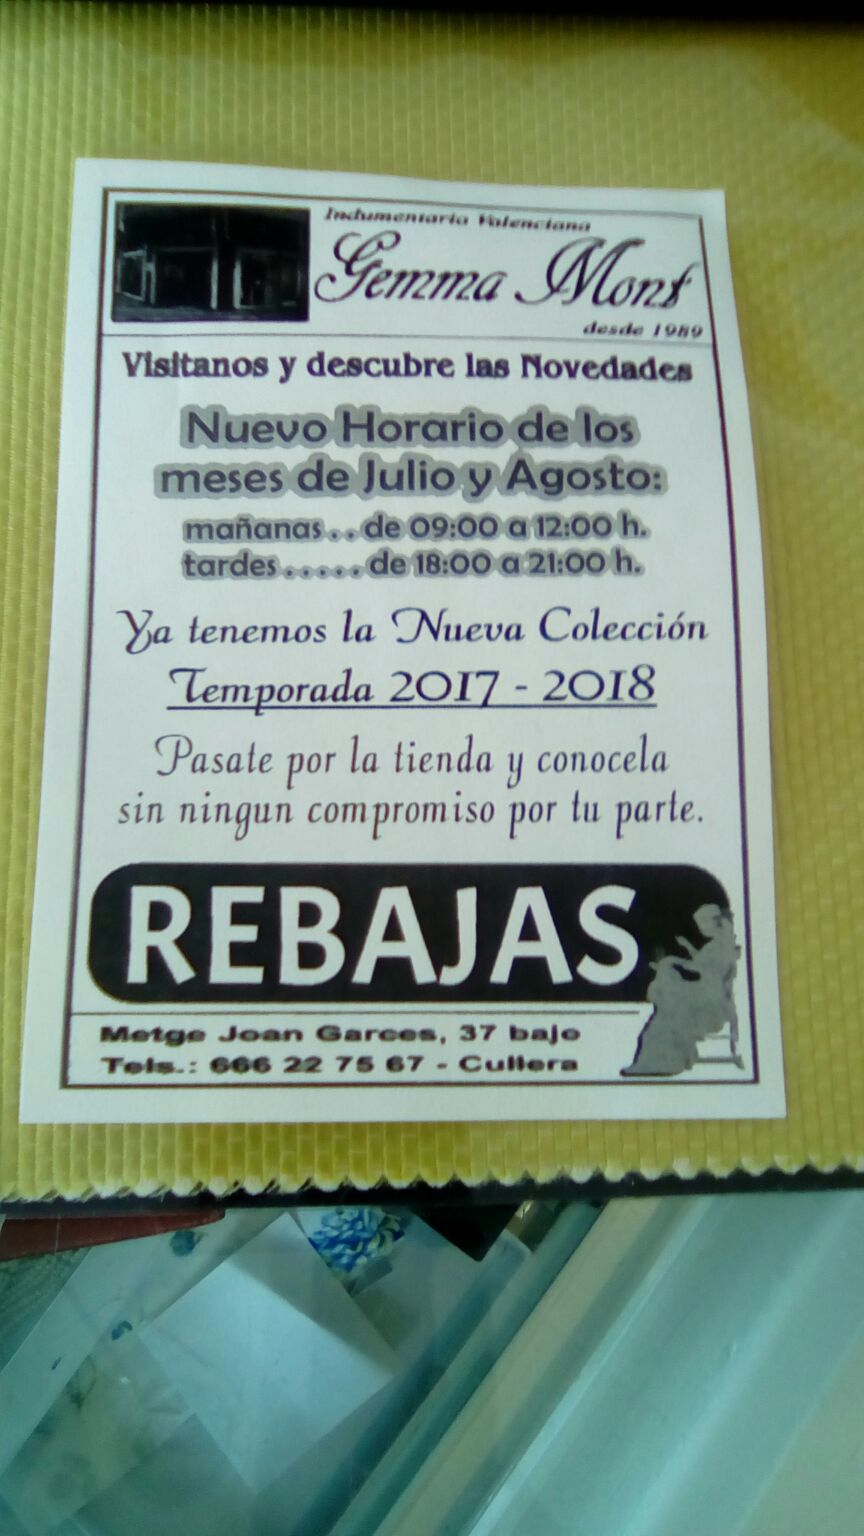 Indumentaria Valenciana
Gemma Mont
desde 1989
Visitanos y descubre las Novedades
Nuevo Horario de los
meses de Julio y Agosto:
mañanas..de 09:00 a 12:00 h.
tardes.....de 18:00 a 21:00 h.
Ya tenemos la Nueva Colección
Temporada 2017 - 2018
Pasate por la tienda y conocela
sin ningun compromiso por tu parte.
REBAJAS
Metge Joan Garces, 37 bajo
Tels.: 666 22 75 67 - Cullera